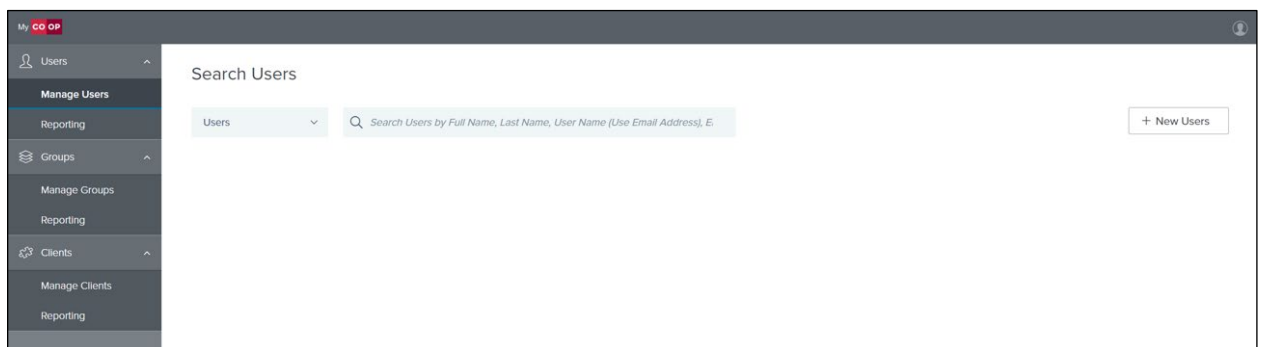 My CO OP
Users
Manage Users
Reporting
Groups
Manage Groups
Reporting
Clients
Manage Clients
Reporting
Search Users
Users
Search Users by Full Name, Last Name, User Name (Use Email Address), E.
+ New Users